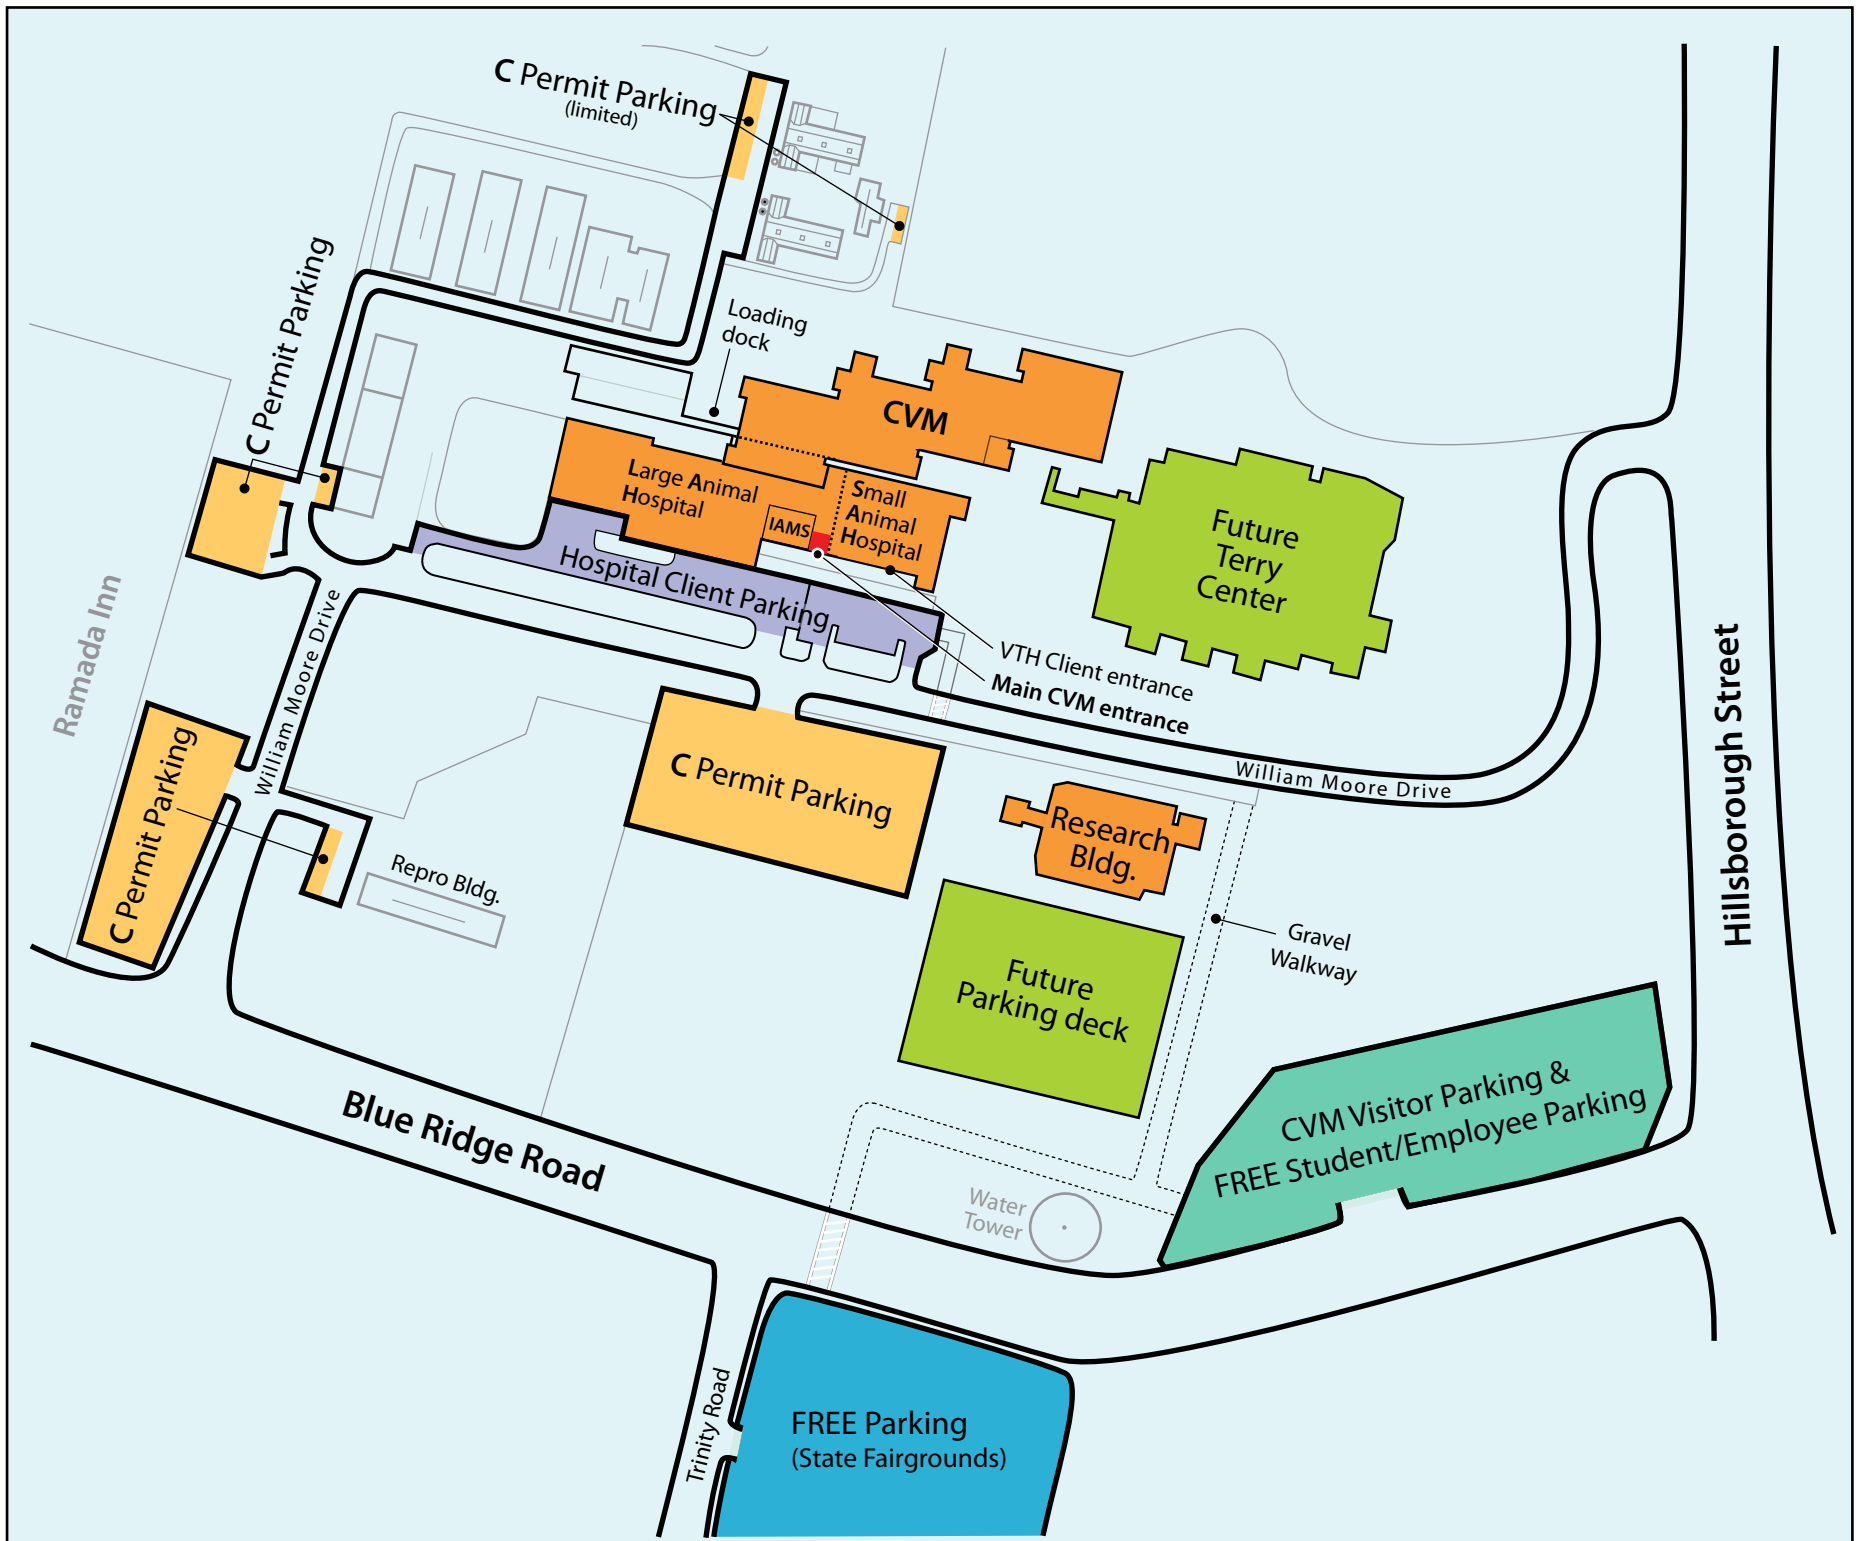 C Permit Parking
(limited)
C Permit Parking
Loading
dock
CVM
Large Animal
Hospital
IAMS
Small
Animal
Hospital
Future
Terry
Center
Hospital Client Parking
VTH Client entrance
Main CVM entrance
Ramada Inn
William Moore Drive
William Moore Drive
Hillsborough Street
C Permit Parking
C Permit Parking
Research
Bldg.
Repro Bldg.
Gravel
Walkway
Future
Parking deck
CVM Visitor Parking &
FREE Student/Employee Parking
Blue Ridge Road
Water
Tower
Trinity Road
FREE Parking
(State Fairgrounds)